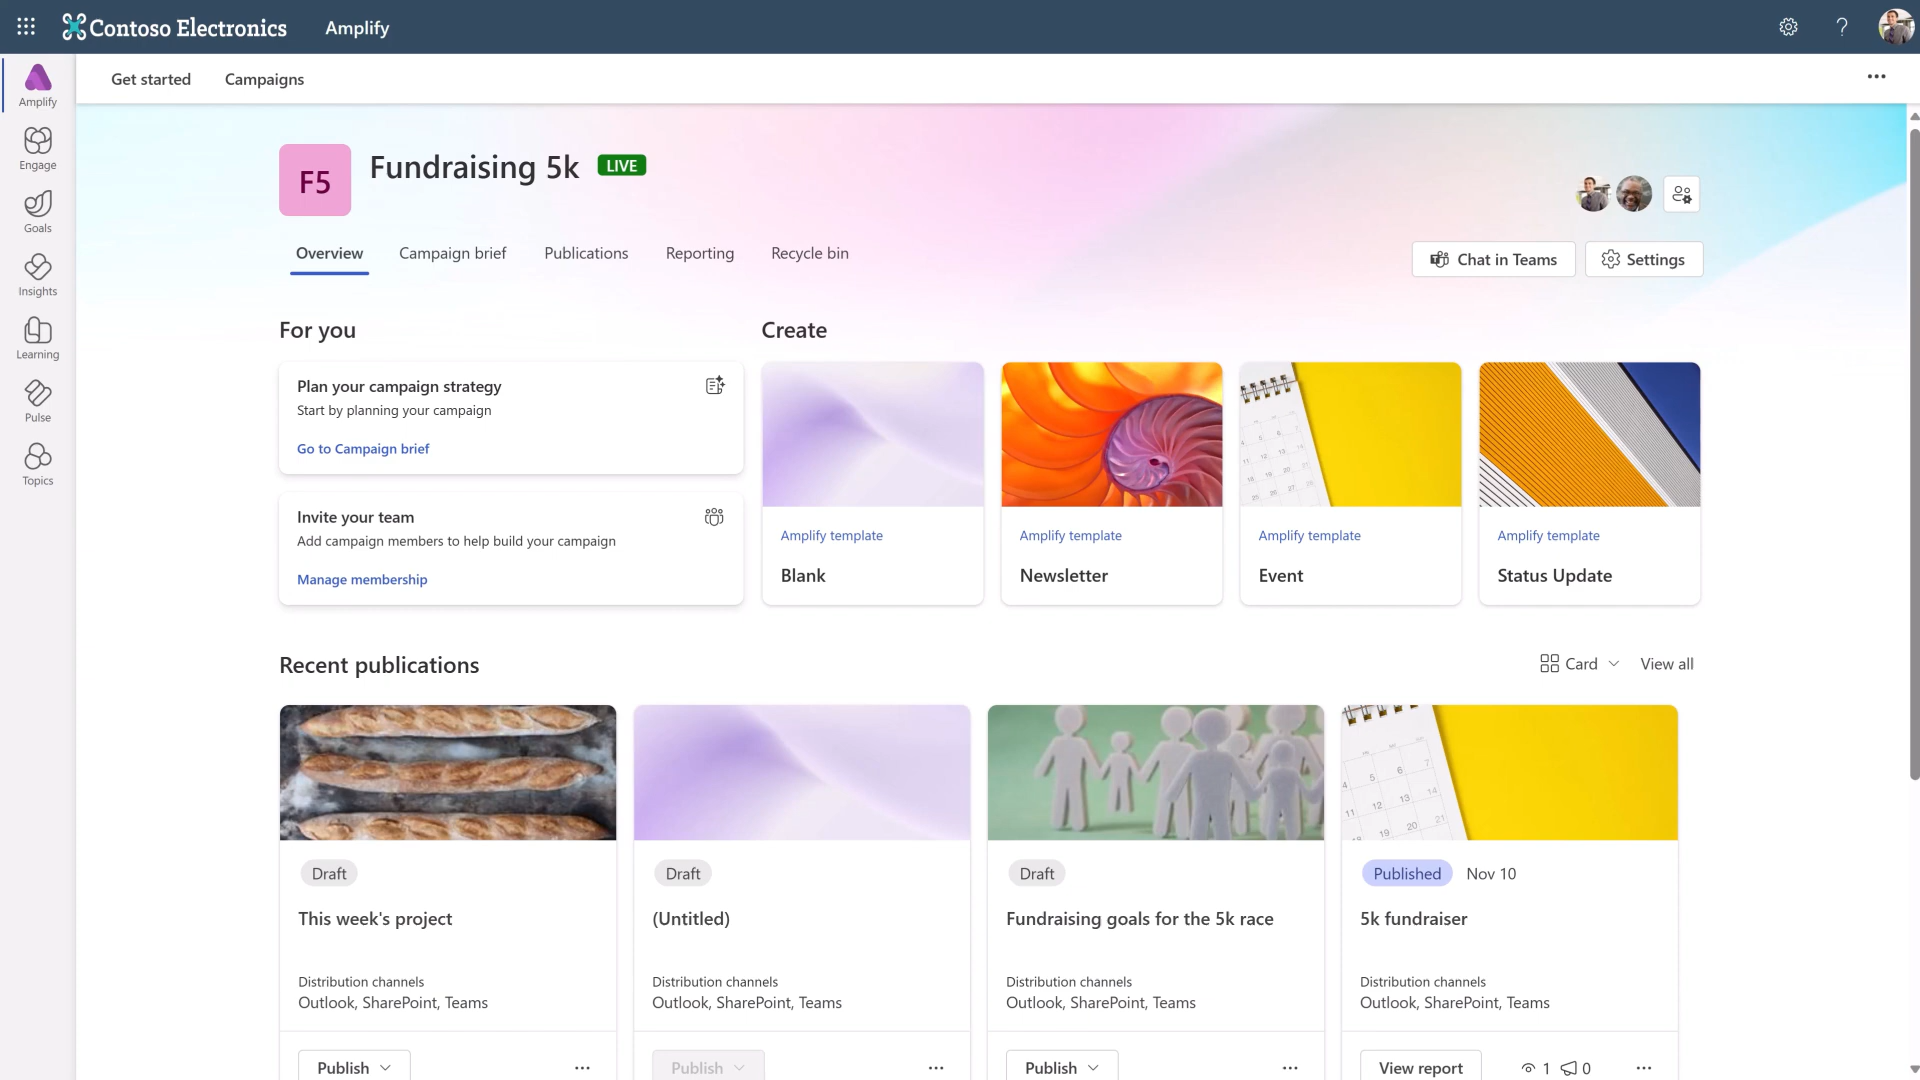 Contoso Electronics
Amplify
Get started
Campaigns
Amplify
Engage
Goals
Insights
Learning
Pulse
Topics
F5
Fundraising 5k
LIVE
Overview
Campaign brief
Publications
Reporting
Recycle bin
Chat in Teams
Settings
For you
Plan your campaign strategy
Start by planning your campaign
Go to Campaign brief
Invite your team
Add campaign members to help build your campaign
Manage membership
Create
Amplify template
Blank
Amplify template
Newsletter
Amplify template
Event
Amplify template
Status Update
Recent publications
Card
View all
Draft
This week's project
Distribution channels
Outlook, SharePoint, Teams
Publish
Draft
(Untitled)
Distribution channels
Outlook, SharePoint, Teams
Publish
Draft
Fundraising goals for the 5k race
Distribution channels
Outlook, SharePoint, Teams
Publish
Published
Nov 10
5k fundraiser
Distribution channels
Outlook, SharePoint, Teams
View report
1
0